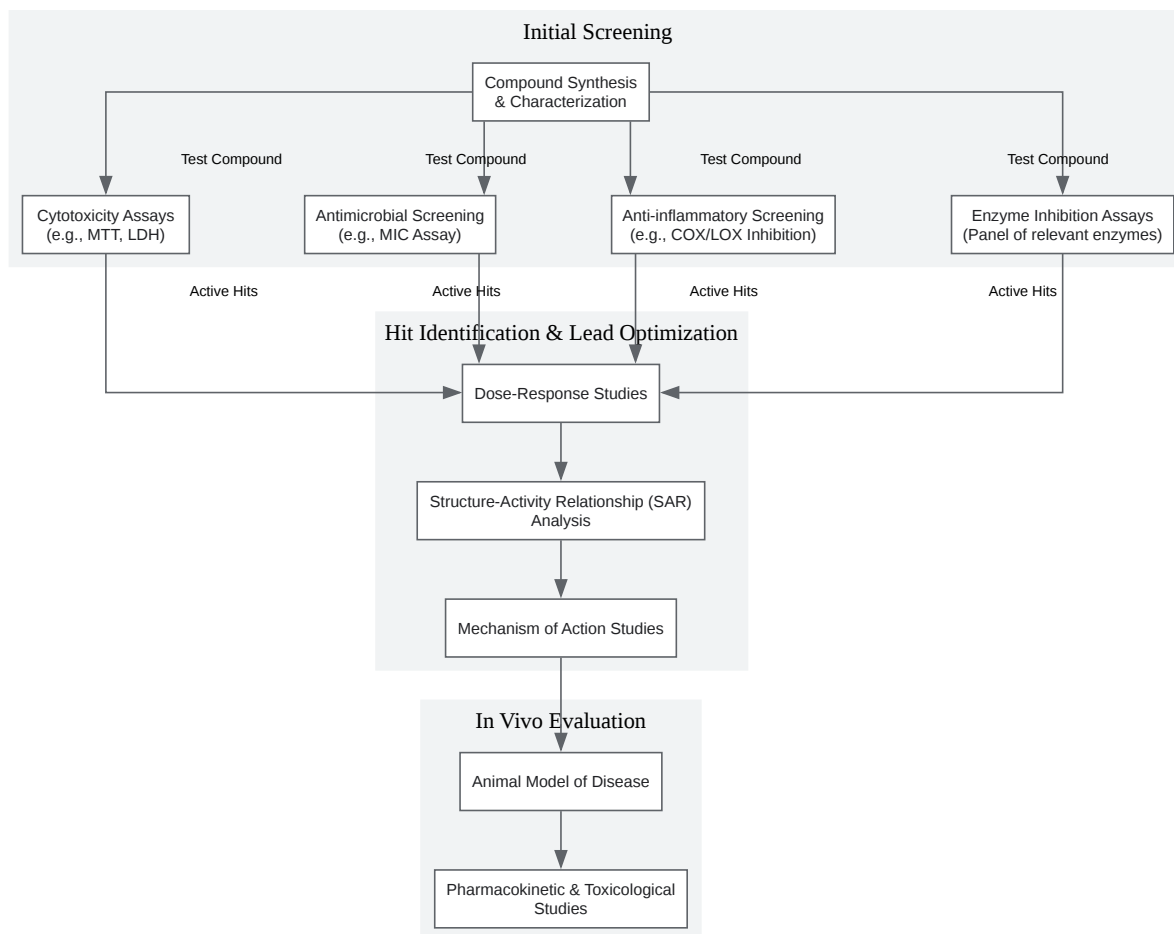 Initial Screening
Compound Synthesis
& Characterization
Test Compound
Test Compound
Test Compound
Test Compound
Cytotoxicity Assays
(e.g., MTT, LDH)
Antimicrobial Screening
(e.g., MIC Assay)
Anti-inflammatory Screening
(e.g., COX/LOX Inhibition)
Enzyme Inhibition Assays
(Panel of relevant enzymes)
Active Hits
Active Hits
Active Hits
Active Hits
Hit Identification & Lead Optimization
Dose-Response Studies
Structure-Activity Relationship (SAR)
Analysis
Mechanism of Action Studies
In Vivo Evaluation
Animal Model of Disease
Pharmacokinetic & Toxicological
Studies